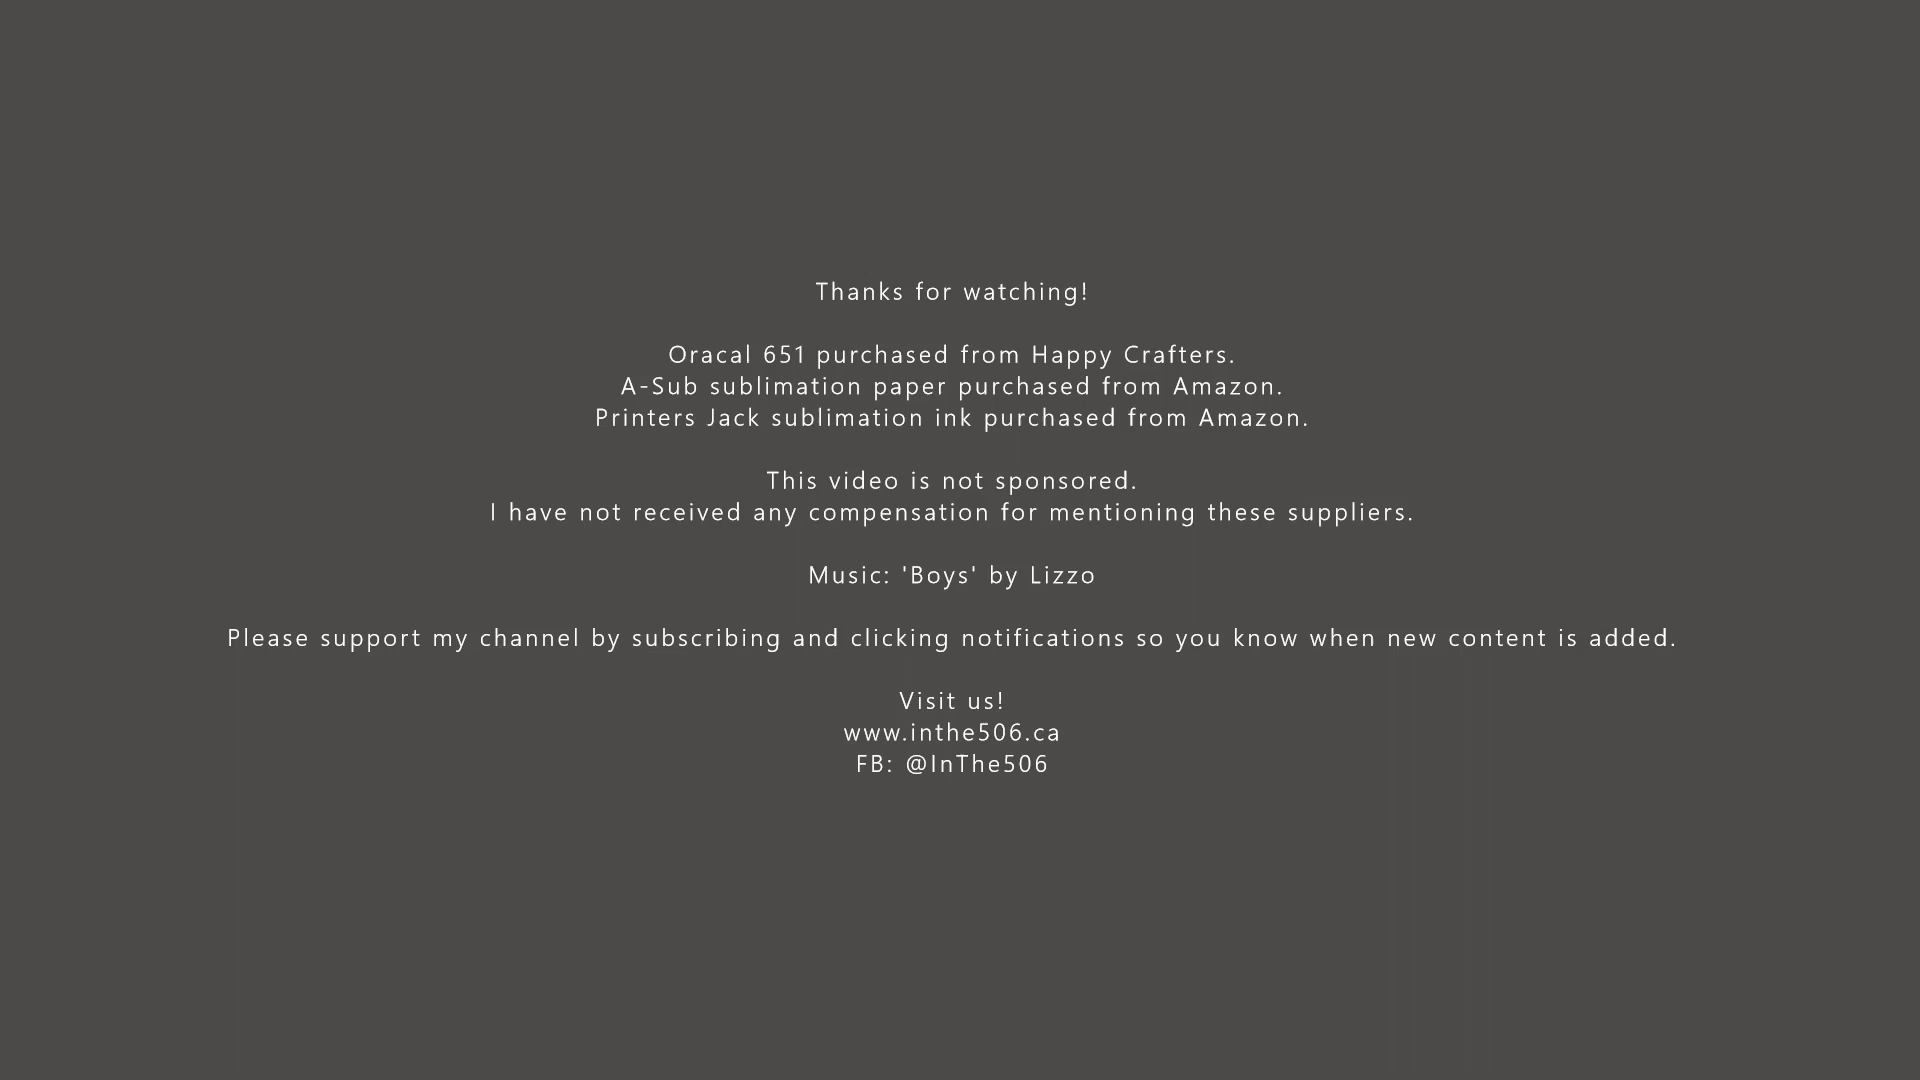 Thanks for watching!
Oracal 651 purchased from Happy Crafters.
A-Sub sublimation paper purchased from Amazon.
Printers Jack sublimation ink purchased from Amazon.
This video is not sponsored.
I have not received any compensation for mentioning these suppliers.
Music: 'Boys' by Lizzo
Please support my channel by subscribing and clicking notifications so you know when new content is added.
Visit us!
www.inthe506.ca
FB: @InThe506